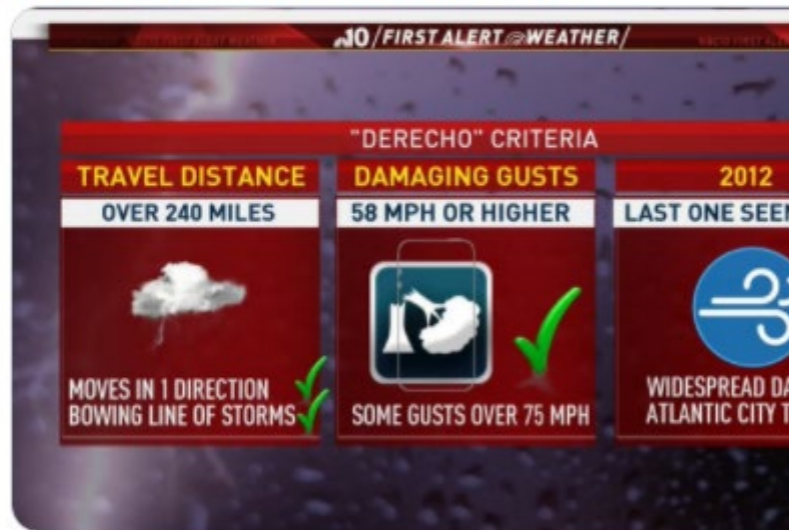 10/FIRST ALERT WEATHER/
"DERECHO" CRITERIA
TRAVEL DISTANCE
OVER 240 MILES
MOVES IN 1 DIRECTION
BOWING LINE OF STORMS
DAMAGING GUSTS
58 MPH OR HIGHER
SOME GUSTS OVER 75 MPH
2012
LAST ONE SEEN
WIDESPREAD
ATLANTIC CITY